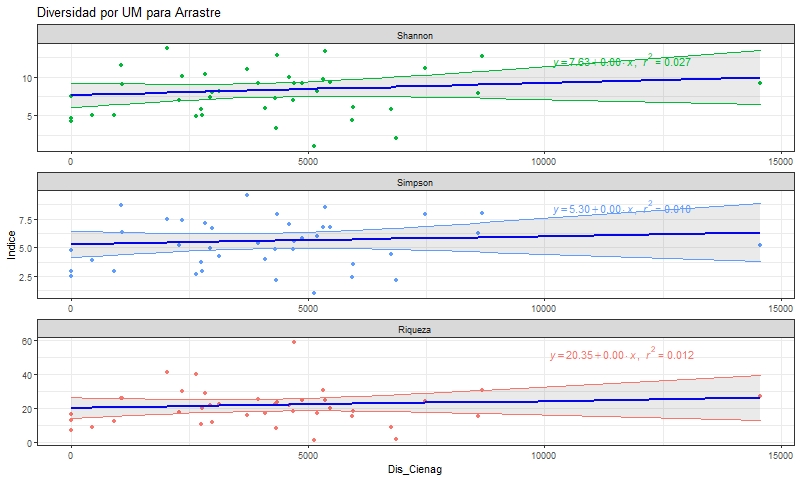 Diversidad por UM para Arrastre
Shannon
y = 7.63 + 0.00 · x, r² = 0.027
10
5
0 5000 10000 15000
Simpson
y = 5.30 + 0.00 · x, r² = 0.010
7.5
5.0
2.5
0 5000 10000 15000
Indice
Riqueza
y = 20.35 + 0.00 · x, r² = 0.012
60
40
20
0
0 5000 10000 15000
Dis_Cienag